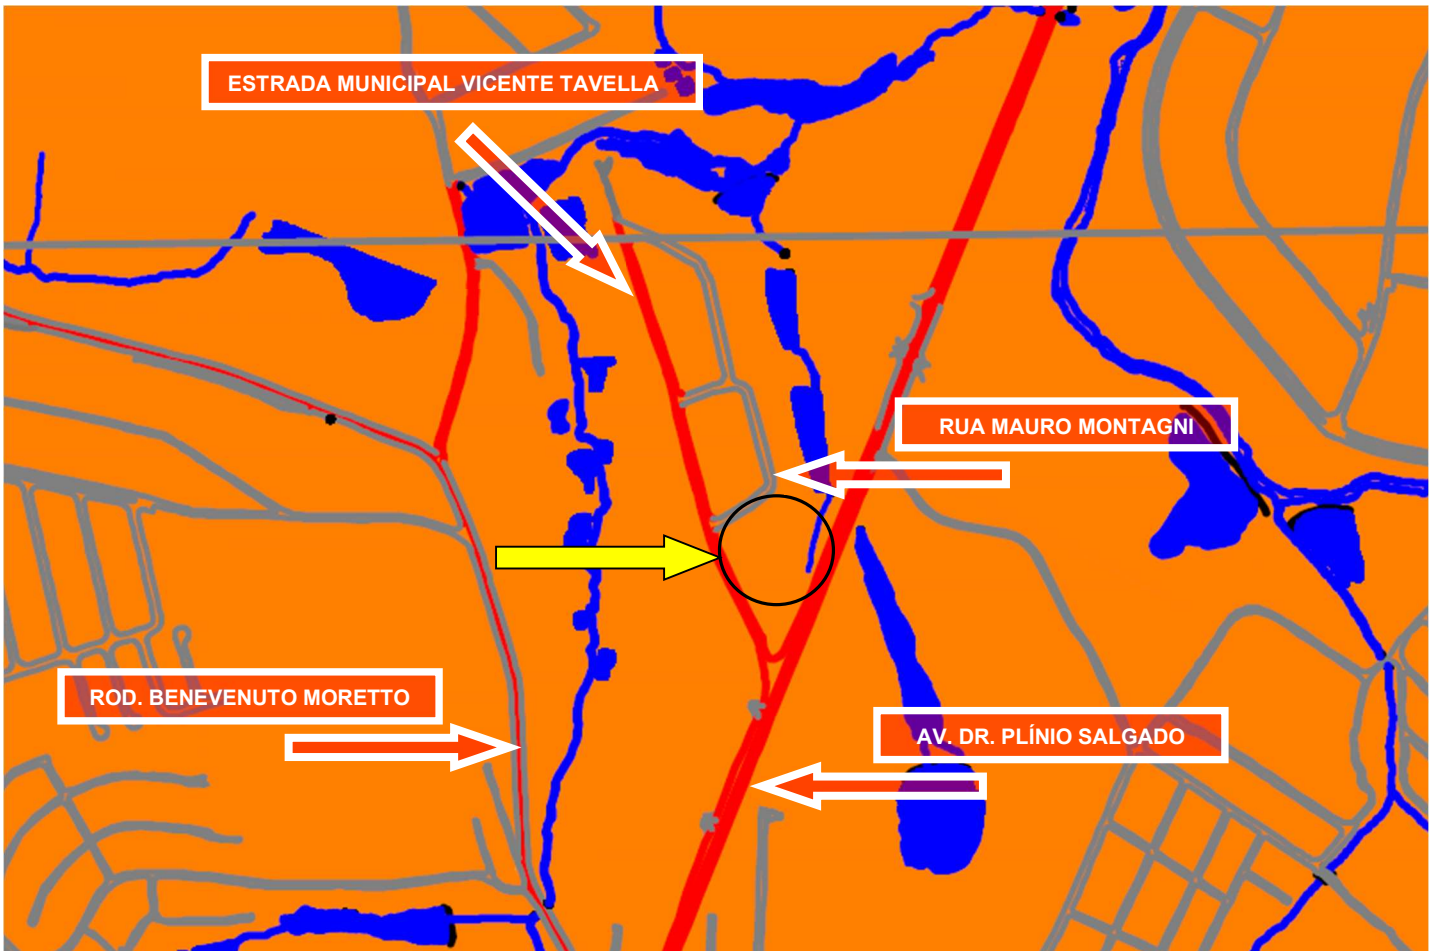 ESTRADA MUNICIPAL VICENTE TAVELLA
RUA MAURO MONTAGNI
ROD. BENEVENUTO MORETTO
AV. DR. PLÍNIO SALGADO